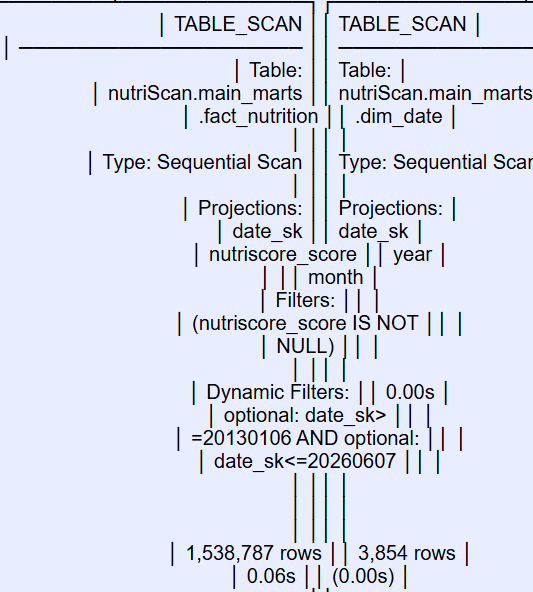 │ TABLE_SCAN ││ TABLE_SCAN │
│ ──────────────────── ││ ────────────────────
│ Table: ││ Table: │
│ nutriScan.main_marts ││ nutriScan.main_marts
│ .fact_nutrition ││ .dim_date │
│ ││ │
│ Type: Sequential Scan ││ Type: Sequential Scan
│ ││ │
│ Projections: ││ Projections: │
│ date_sk ││ date_sk │
│ nutriscore_score ││ year │
│ ││ month │
│ Filters: ││ │
│ (nutriscore_score IS NOT ││ │
│ NULL) ││ │
│ ││ │
│ Dynamic Filters: ││ 0.00s │
│ optional: date_sk> ││ │
│ =20130106 AND optional: ││ │
│ date_sk<=20260607 ││ │
│ ││ │
│ ││ │
│ ││ │
│ 1,538,787 rows ││ 3,854 rows │
│ 0.06s ││ (0.00s) │